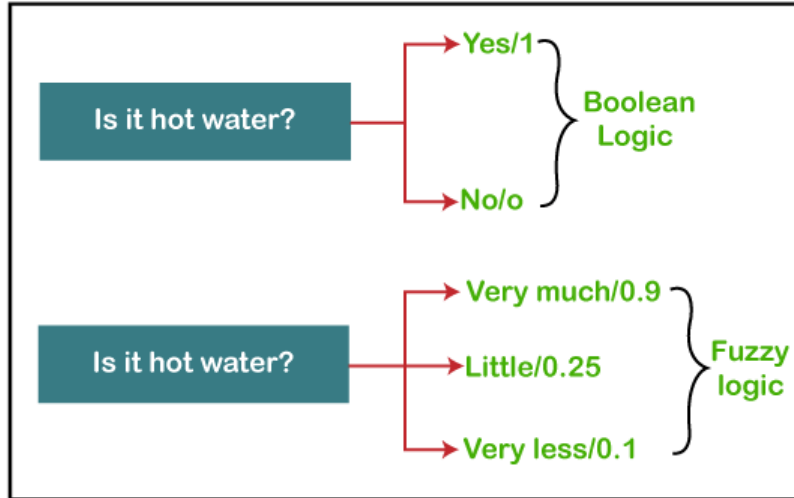 Is it hot water?
Yes/1
No/o
Boolean
Logic
Is it hot water?
Very much/0.9
Little/0.25
Very less/0.1
Fuzzy
logic